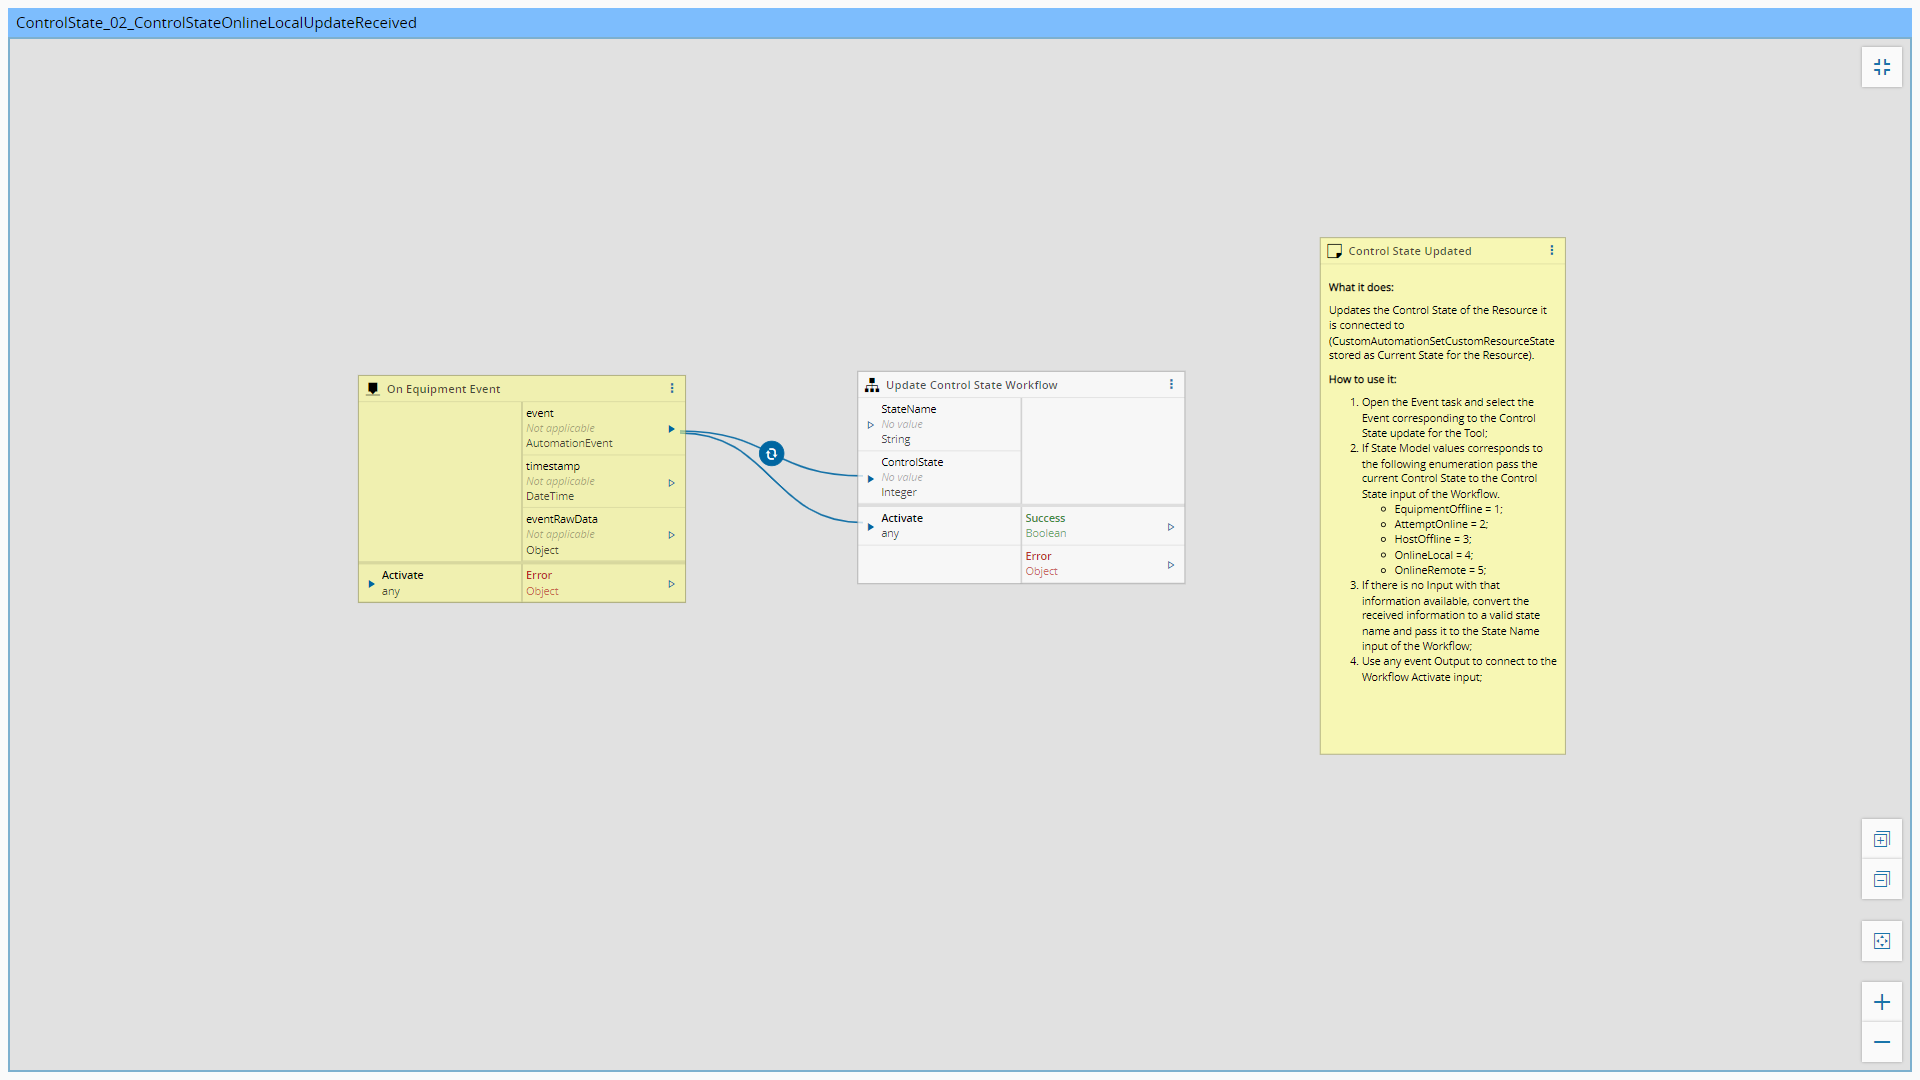 ControlState_02_ControlStateOnlineLocalUpdateReceived
On Equipment Event
event
Not applicable
AutomationEvent
timestamp
Not applicable
DateTime
eventRawData
Not applicable
Object
Activate
any
Error
Object
Update Control State Workflow
StateName
No value
String
ControlState
No value
Integer
Activate
any
Success
Boolean
Error
Object
Control State Updated
What it does:
Updates the Control State of the Resource it
is connected to
(CustomAutomationSetCustomResourceState
stored as Current State for the Resource).
How to use it:
1. Open the Event task and select the
Event corresponding to the Control
State update for the Tool;
2. If State Model values corresponds to
the following enumeration pass the
current Control State to the Control
State input of the Workflow.
EquipmentOffline = 1;
AttemptOnline = 2;
HostOffline = 3;
OnlineLocal = 4;
OnlineRemote = 5;
3. If there is no Input with that
information available, convert the
received information to a valid state
name and pass it to the State Name
input of the Workflow;
4. Use any event Output to connect to the
Workflow Activate input;